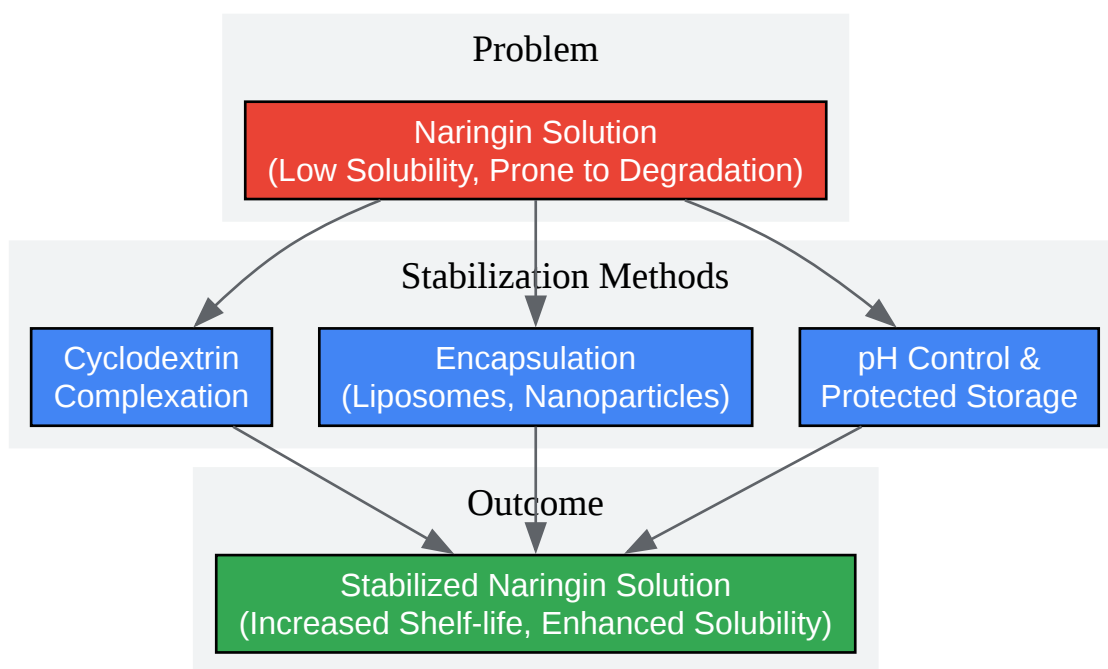 Problem
Naringin Solution
(Low Solubility, Prone to Degradation)
Stabilization Methods
Cyclodextrin
Complexation
Encapsulation
(Liposomes, Nanoparticles)
pH Control &
Protected Storage
Outcome
Stabilized Naringin Solution
(Increased Shelf-life, Enhanced Solubility)